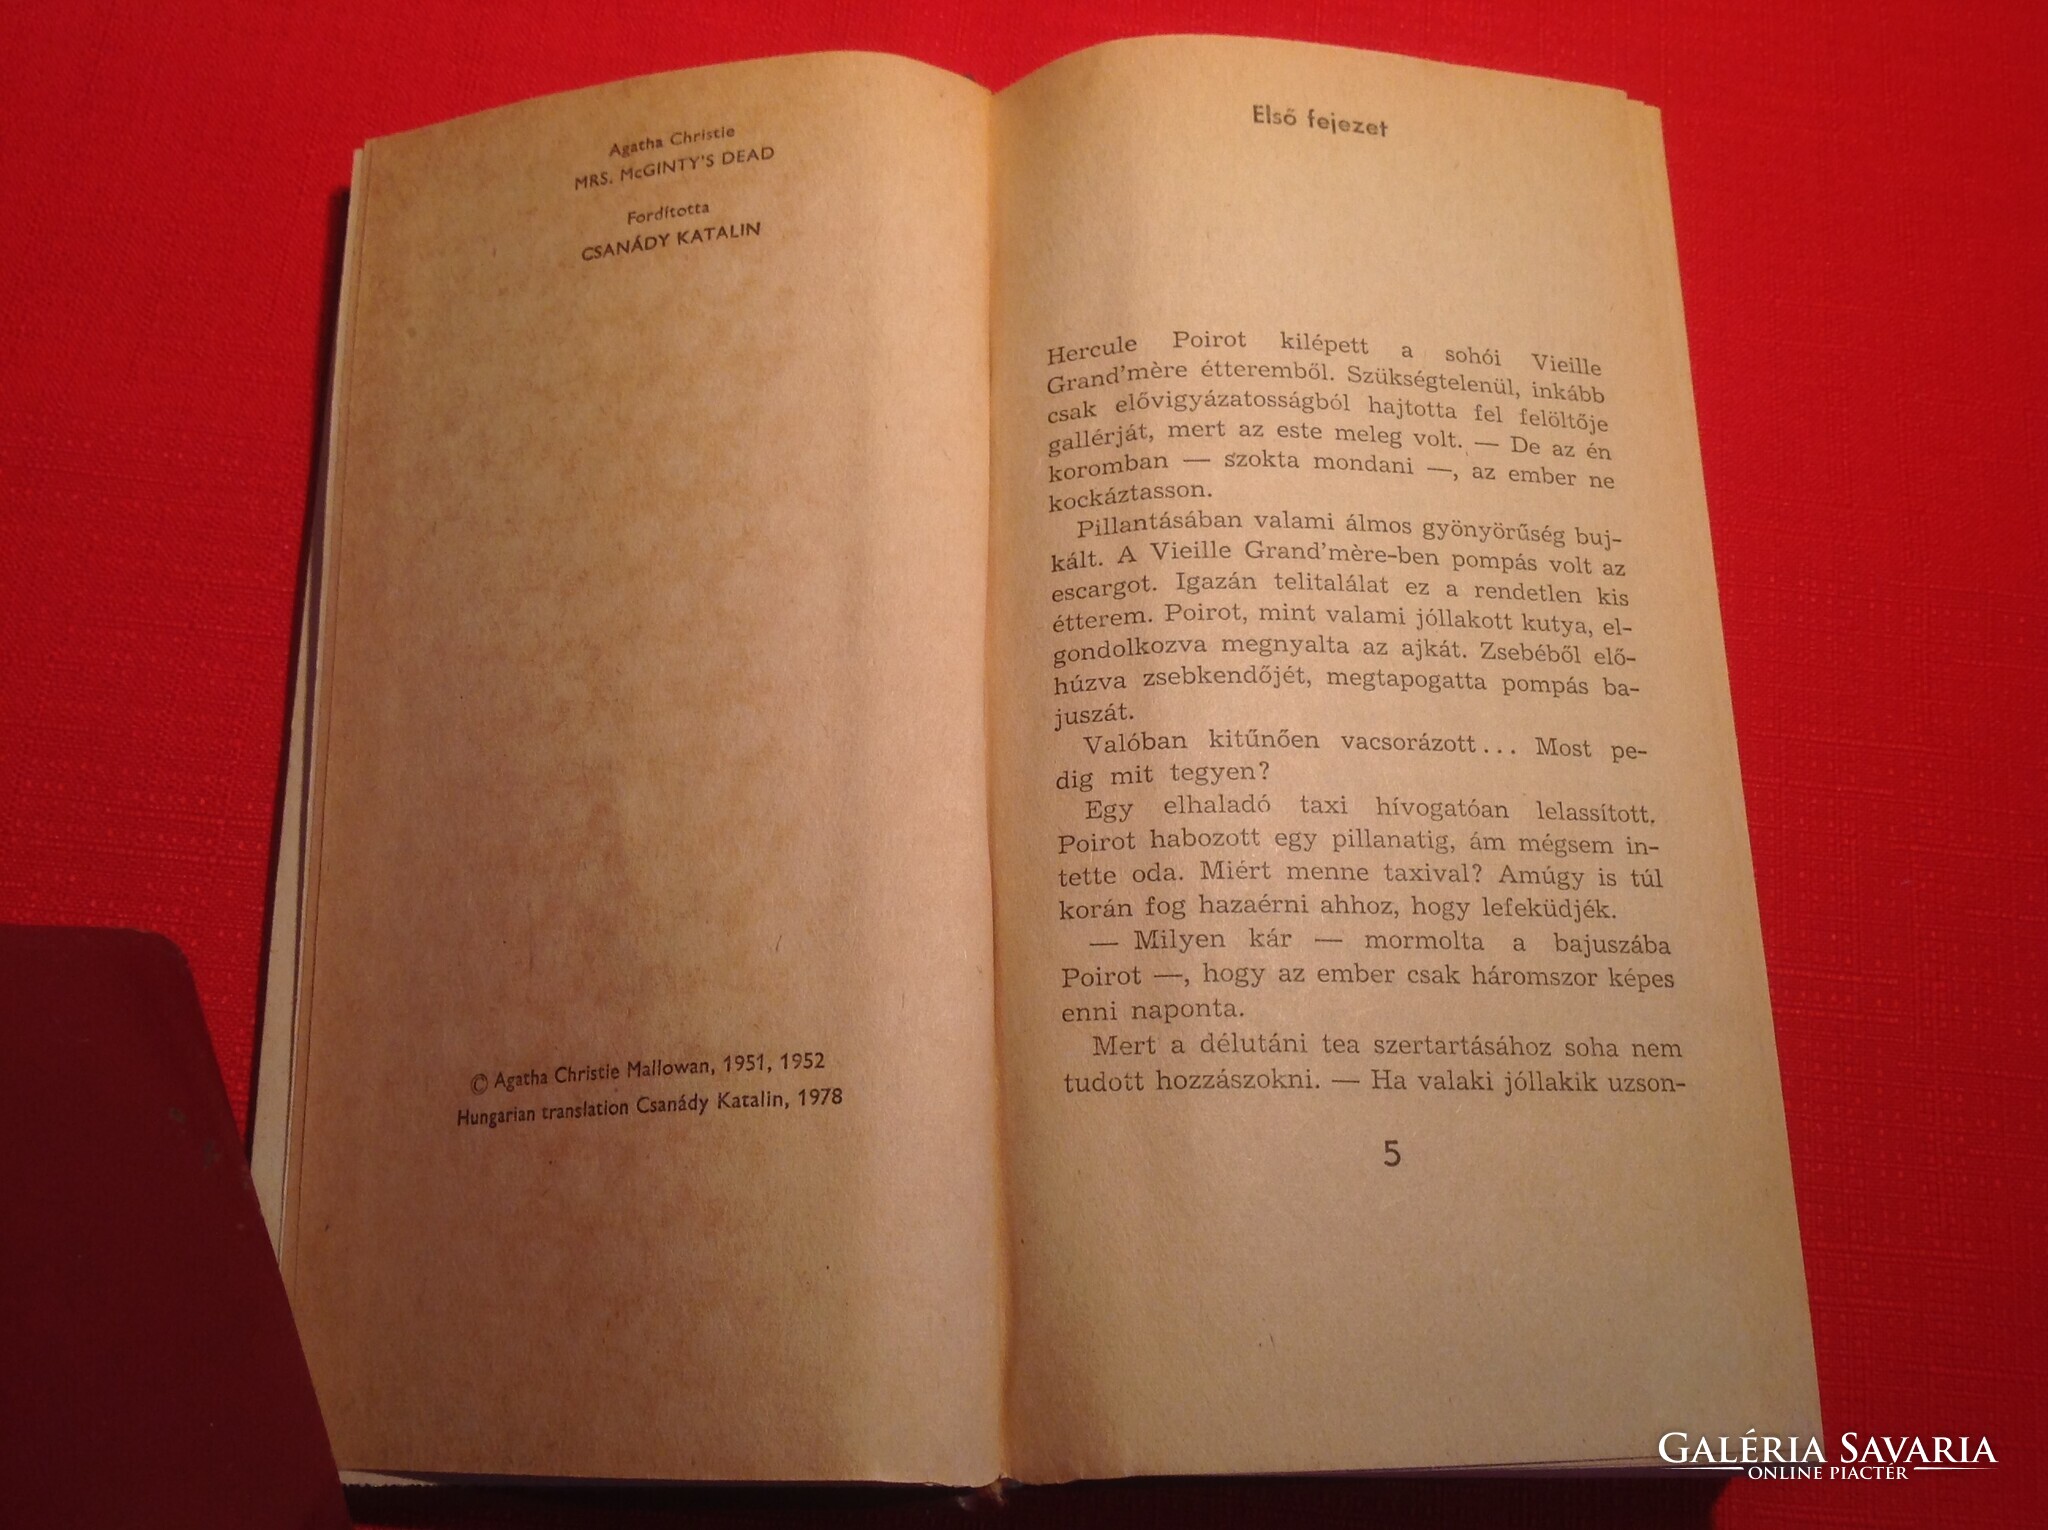 Agatha Christie
MRS. McGINTY'S DEAD
Fordította
CSANÁDY KATALIN
© Agatha Christie Mallowan, 1951, 1952
Hungarian translation Csanády Katalin, 1978
Első fejezet
Hercule Poirot kilépett a sohói Vieille
Grand'mère étteremből. Szükségtelenül, inkább
csak elővigyázatosságból hajtotta fel felöltője
gallérját, mert az este meleg volt. — De az én
koromban — szokta mondani —, az ember ne
kockáztasson.
Pillantásában valami álmos gyönyörűség buj-
kált. A Vieille Grand'mère-ben pompás volt az
escargot. Igazán telitalálat ez a rendetlen kis
étterem. Poirot, mint valami jóllakott kutya, el-
gondolkozva megnyalta az ajkát. Zsebéből elő-
húzva zsebkendőjét, megtapogatta pompás ba-
juszát.
Valóban kitűnően vacsorázott... Most pe-
dig mit tegyen?
Egy elhaladó taxi hívogatóan lelassított.
Poirot habozott egy pillanatig, ám mégsem in-
tette oda. Miért menne taxival? Amúgy is túl
korán fog hazaérni ahhoz, hogy lefeküdjék.
— Milyen kár — mormolta a bajuszába
Poirot —, hogy az ember csak háromszor képes
enni naponta.
Mert a délutáni tea szertartásához soha nem
tudott hozzászokni. — Ha valaki jóllakik uzson-
5
GALÉRIA SAVARIA
ONLINE PIACTÉR